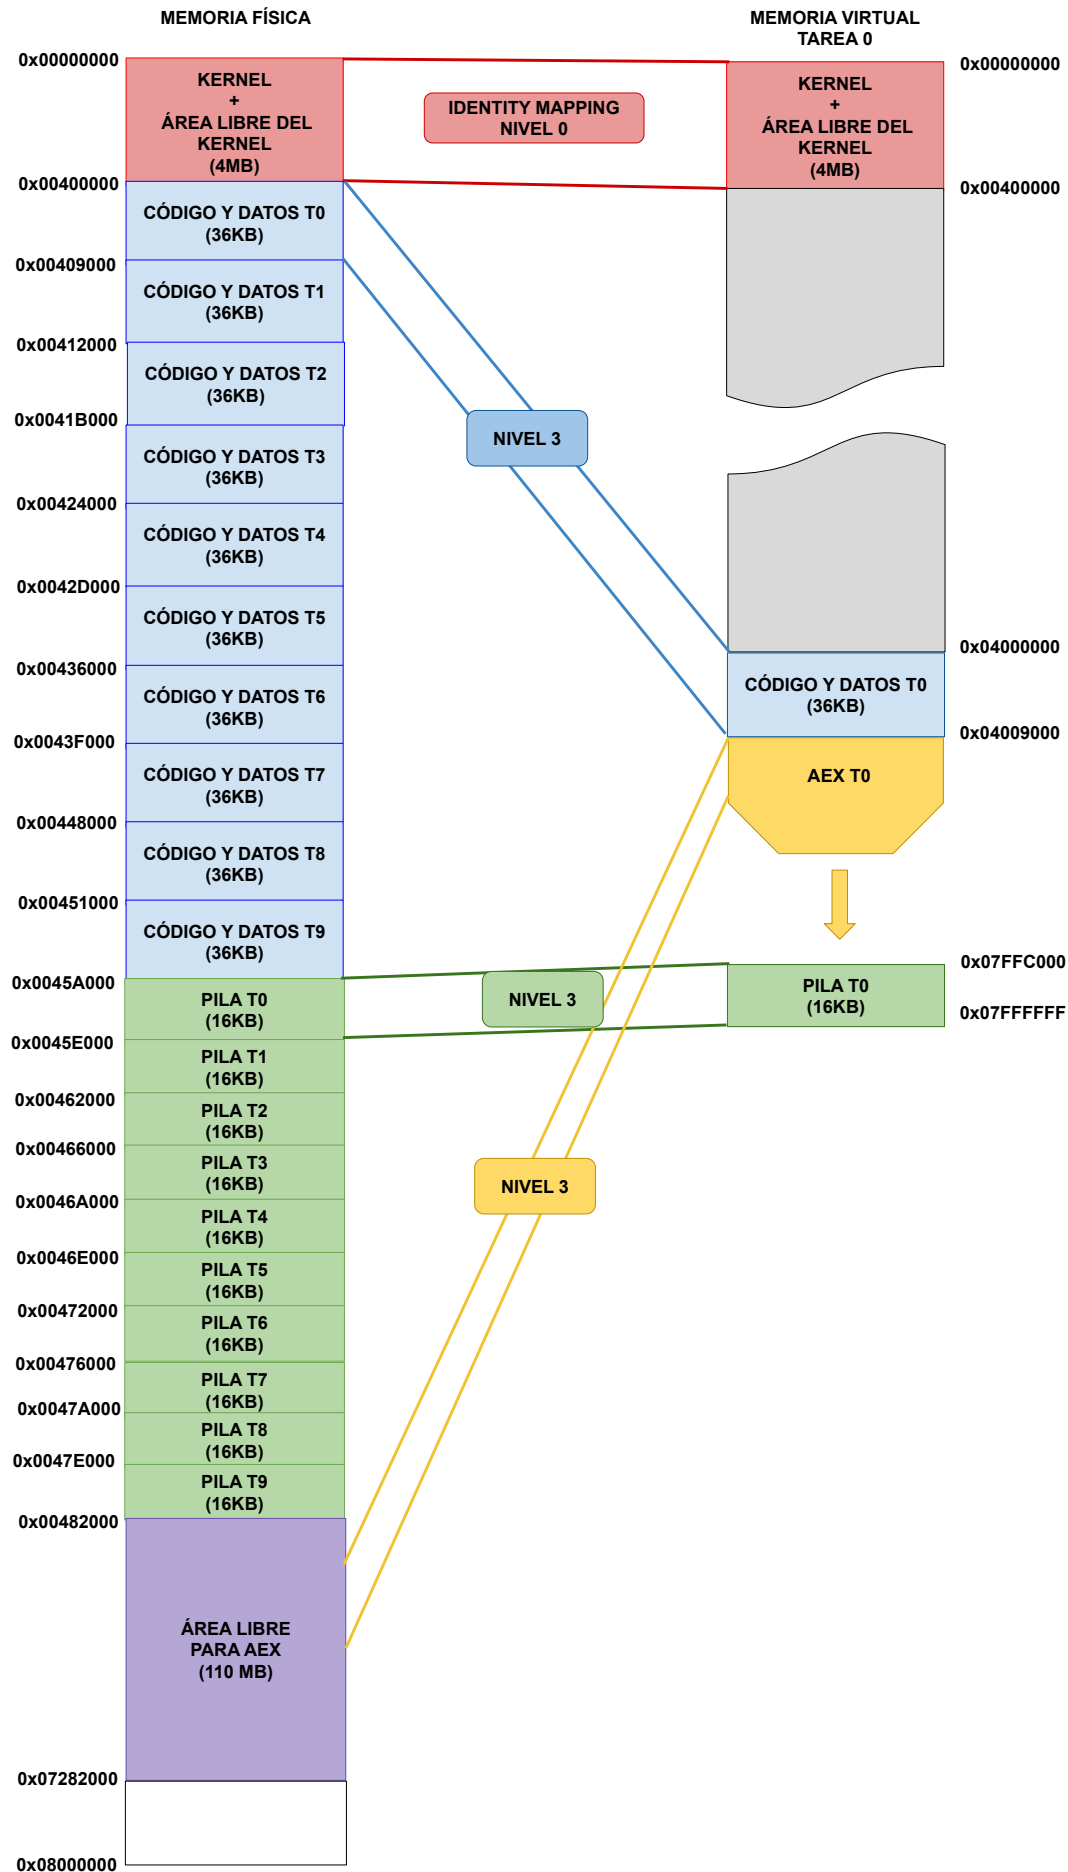 MEMORIA FÍSICA
MEMORIA VIRTUAL
TAREA 0
0x00000000
KERNEL
+
ÁREA LIBRE DEL
KERNEL
(4MB)
IDENTITY MAPPING
NIVEL 0
KERNEL
+
ÁREA LIBRE DEL
KERNEL
(4MB)
0x00000000
0x00400000
0x00400000
CÓDIGO Y DATOS T0
(36KB)
0x00409000
CÓDIGO Y DATOS T1
(36KB)
0x00412000
CÓDIGO Y DATOS T2
(36KB)
0x0041B000
NIVEL 3
CÓDIGO Y DATOS T3
(36KB)
0x00424000
CÓDIGO Y DATOS T4
(36KB)
0x0042D000
CÓDIGO Y DATOS T5
(36KB)
0x04000000
0x00436000
CÓDIGO Y DATOS T6
(36KB)
CÓDIGO Y DATOS T0
(36KB)
0x04009000
0x0043F000
CÓDIGO Y DATOS T7
(36KB)
AEX T0
0x00448000
CÓDIGO Y DATOS T8
(36KB)
0x00451000
CÓDIGO Y DATOS T9
(36KB)
0x07FFC000
0x0045A000
PILA T0
(16KB)
NIVEL 3
PILA T0
(16KB)
0x07FFFFFF
0x0045E000
PILA T1
(16KB)
0x00462000
PILA T2
(16KB)
0x00466000
PILA T3
(16KB)
NIVEL 3
0x0046A000
PILA T4
(16KB)
0x0046E000
PILA T5
(16KB)
0x00472000
PILA T6
(16KB)
0x00476000
PILA T7
(16KB)
0x0047A000
PILA T8
(16KB)
0x0047E000
PILA T9
(16KB)
0x00482000
ÁREA LIBRE
PARA AEX
(110 MB)
0x07282000
0x08000000